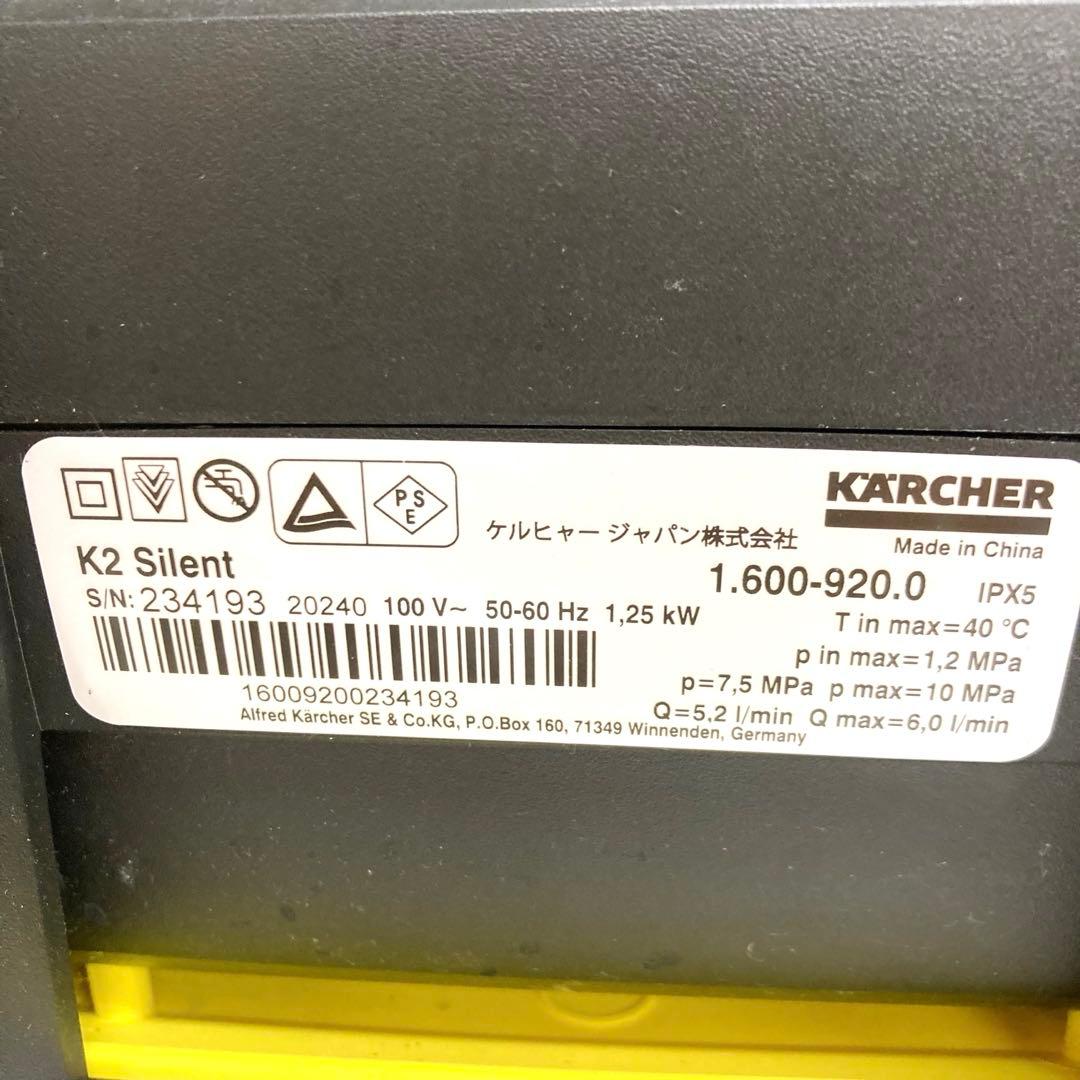 PS
E
ケルヒャー ジャパン株式会社
KÄRCHER
Made in China
K2 Silent
1.600-920.0 IPX5
S/N: 234193 20240 100 V~ 50-60 Hz 1,25 kW
T in max=40 °C
p in max=1,2 MPa
p=7,5 MPa p max=10 MPa
Q=5,2 l/min Q max=6,0 l/min
16009200234193
Alfred Kärcher SE & Co.KG, P.O.Box 160, 71349 Winnenden, Germany